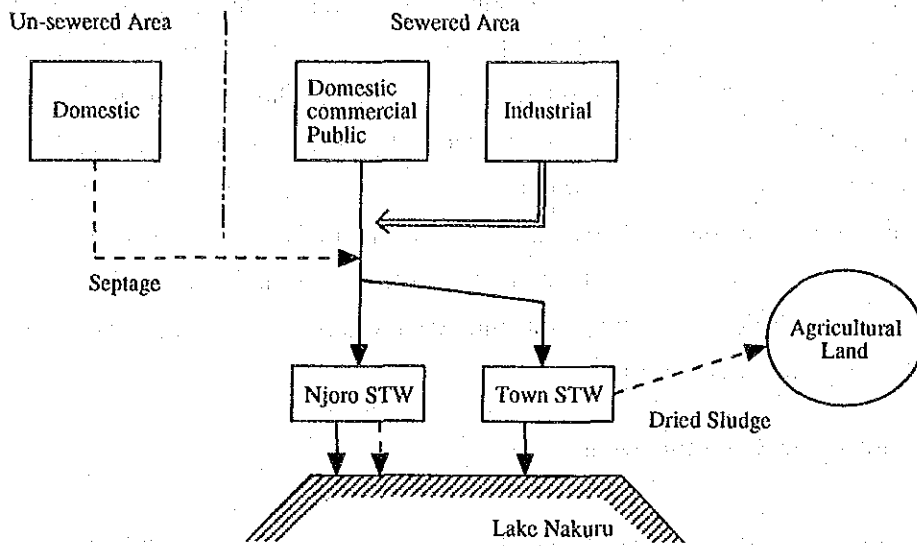 Un-sewered Area
Sewered Area
Domestic
Domestic
commercial
Public
Industrial
Septage
Agricultural
Land
Njoro STW
Town STW
Dried Sludge
Lake Nakuru